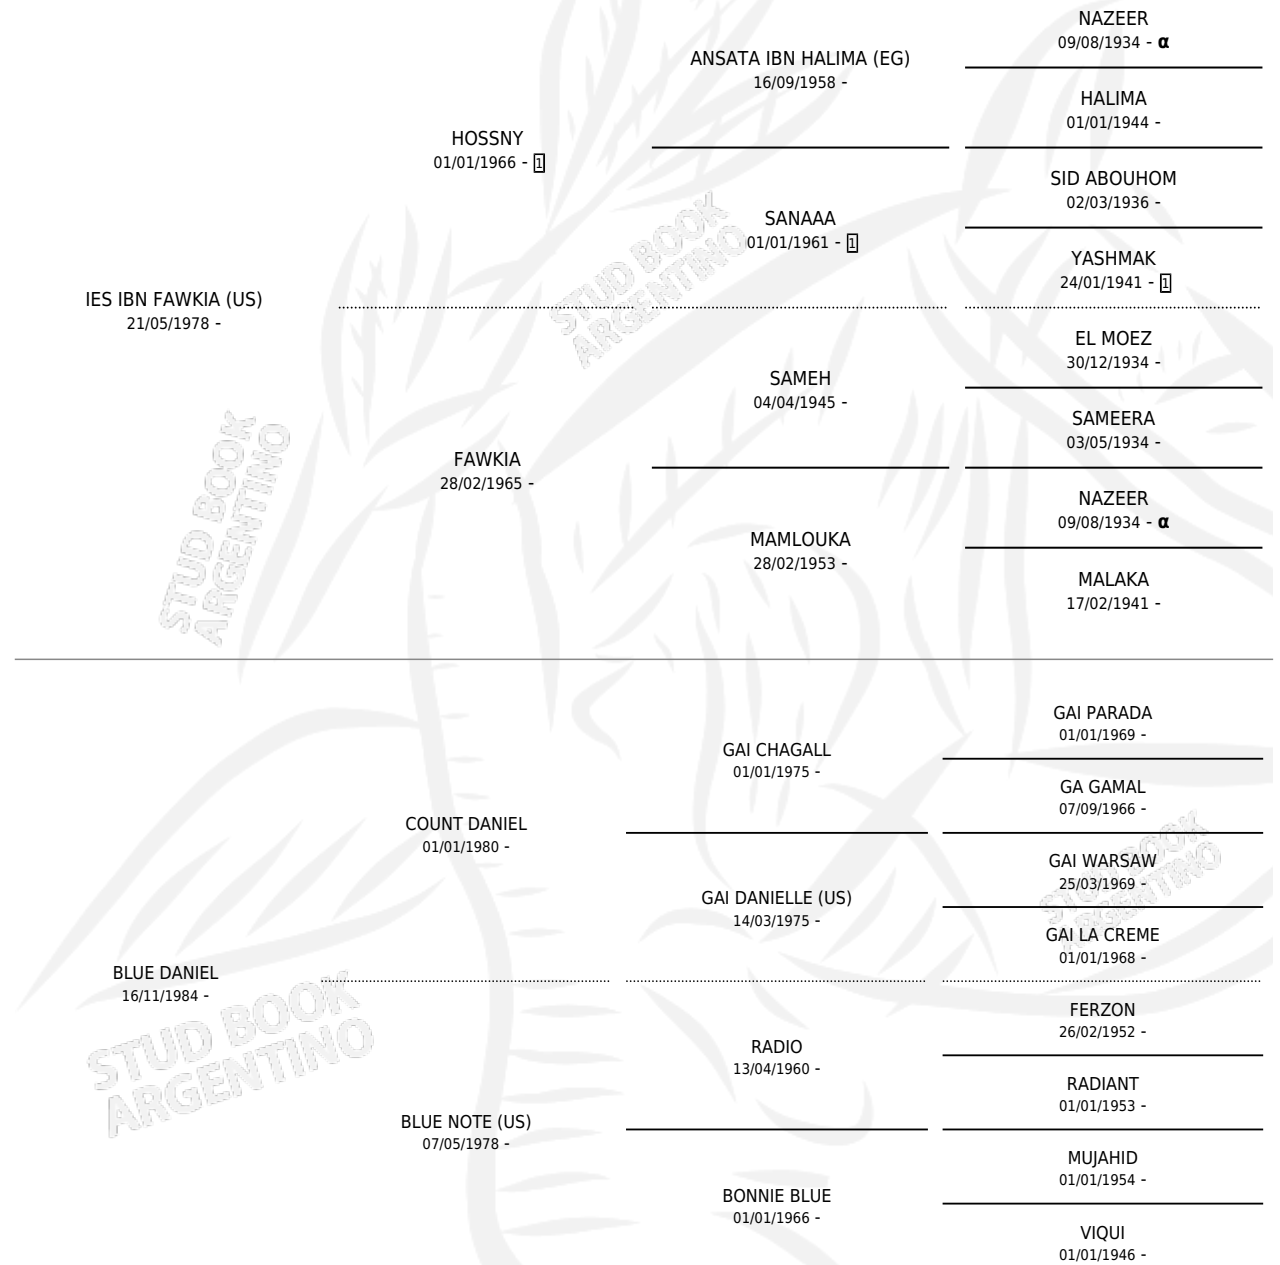 NAZEER
09/08/1934 - α
ANSATA IBN HALIMA (EG)
16/09/1958 -
HALIMA
01/01/1944 -
HOSSNY
01/01/1966 - 1
SID ABOUHOM
02/03/1936 -
SANAAA
01/01/1961 - 1
YASHMAK
24/01/1941 - 1
IES IBN FAWKIA (US)
21/05/1978 -
EL MOEZ
30/12/1934 -
SAMEH
04/04/1945 -
SAMEERA
03/05/1934 -
FAWKIA
28/02/1965 -
NAZEER
09/08/1934 - α
MAMLOUKA
28/02/1953 -
MALAKA
17/02/1941 -
STUD BOOK
ARGENTINO
STUD BOOK
ARGENTINO
GAI PARADA
01/01/1969 -
GAI CHAGALL
01/01/1975 -
GA GAMAL
07/09/1966 -
COUNT DANIEL
01/01/1980 -
GAI WARSAW
25/03/1969 -
GAI DANIELLE (US)
14/03/1975 -
GAI LA CREME
01/01/1968 -
BLUE DANIEL
16/11/1984 -
FERZON
26/02/1952 -
RADIO
13/04/1960 -
RADIANT
01/01/1953 -
BLUE NOTE (US)
07/05/1978 -
MUJAHID
01/01/1954 -
BONNIE BLUE
01/01/1966 -
VIQUI
01/01/1946 -
STUD BOOK
ARGENTINO
STUD BOOK
ARGENTINO